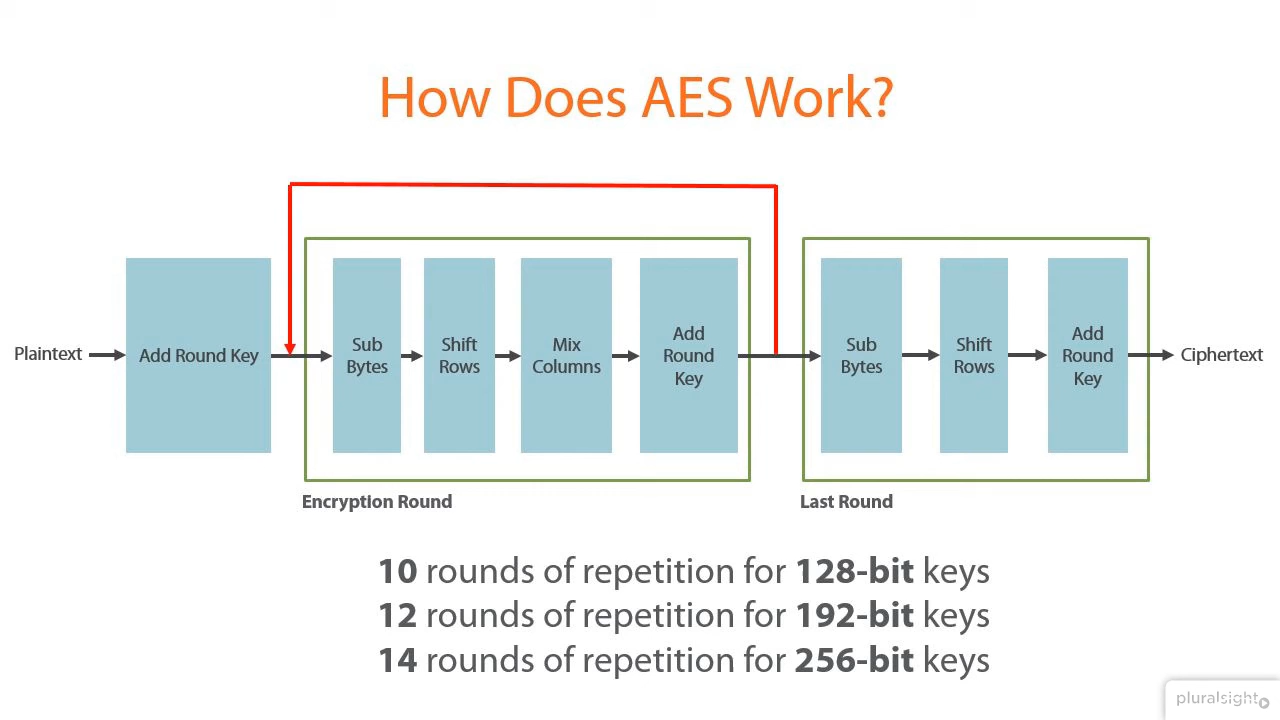 How Does AES Work?
Plaintext
Add Round Key
Sub
Bytes
Shift
Rows
Mix
Columns
Add
Round
Key
Sub
Bytes
Shift
Rows
Add
Round
Key
Ciphertext
Encryption Round
Last Round
10 rounds of repetition for 128-bit keys
12 rounds of repetition for 192-bit keys
14 rounds of repetition for 256-bit keys
pluralsight